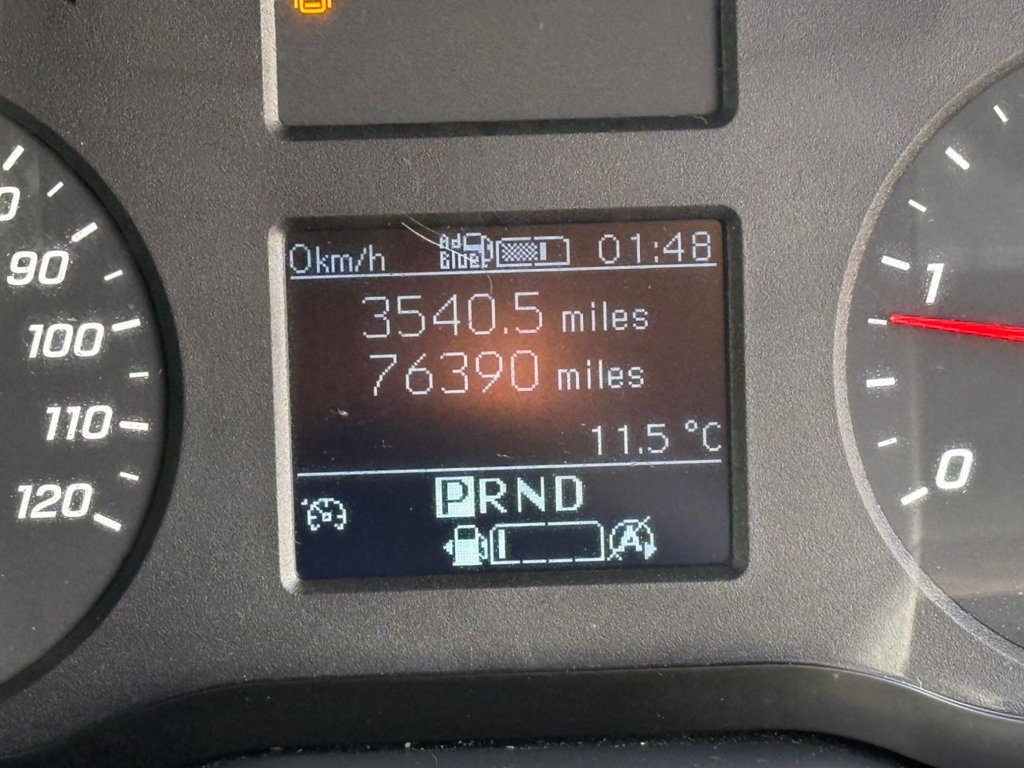 0km/h AdBlue 01:48
3540.5 miles
76390 miles
11.5 °C
PRND
A
90
100
110
120
1
0